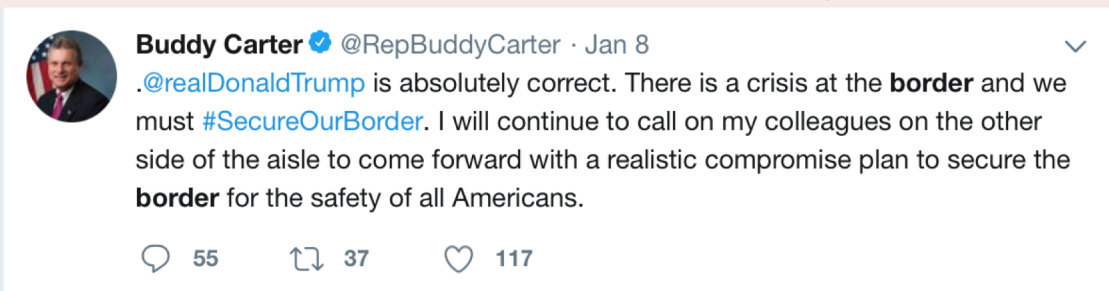 Buddy Carter @RepBuddyCarter · Jan 8
.@realDonaldTrump is absolutely correct. There is a crisis at the border and we
must #SecureOurBorder. I will continue to call on my colleagues on the other
side of the aisle to come forward with a realistic compromise plan to secure the
border for the safety of all Americans.
55 37 117